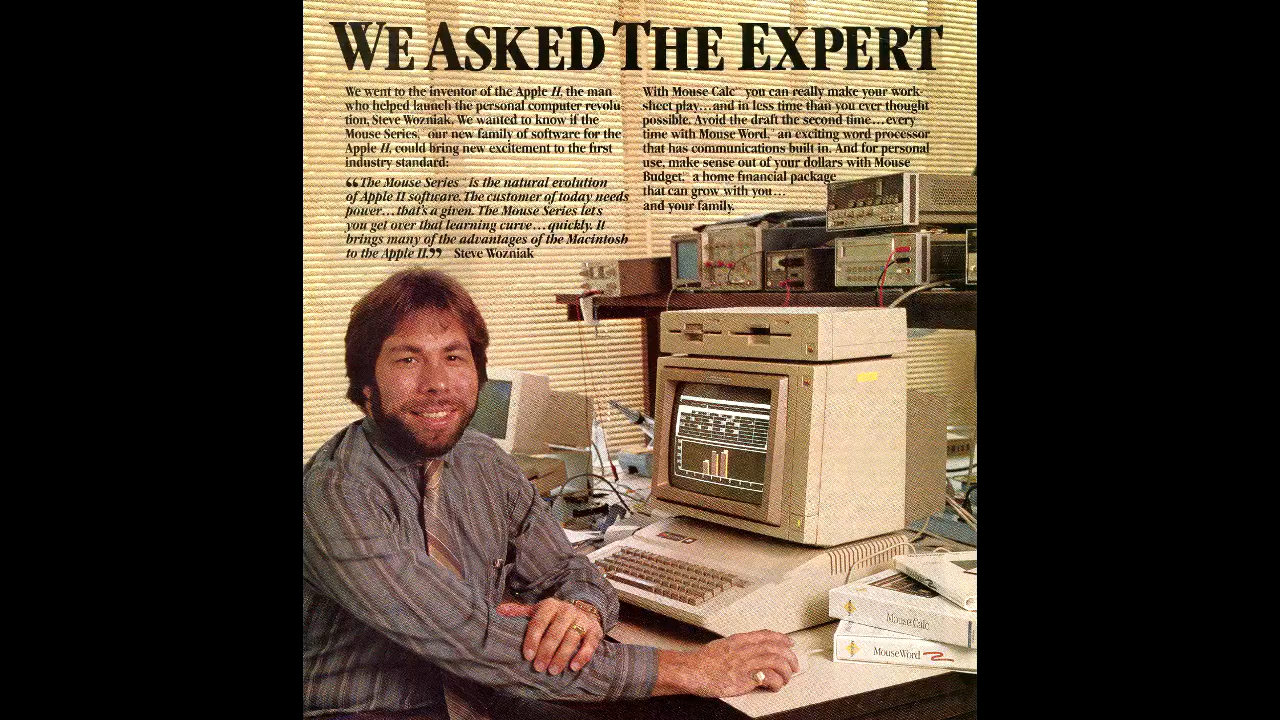 WE ASKED THE EXPERT
We went to the inventor of the Apple II, the man
who helped launch the personal computer revolu
tion, Steve Wozniak. We wanted to know if the
Mouse Series, our new family of software for the
Apple II, could bring new excitement to the first
industry standard:
“The Mouse Series is the natural evolution
of Apple II software. The customer of today needs
power...that's a given. The Mouse Series lets
you get over that learning curve...quickly. It
brings many of the advantages of the Macintosh
to the Apple II.” Steve Wozniak
With Mouse Calc you can really make your work-
sheet play...and in less time than you ever thought
possible. Avoid the draft the second time...every
time with Mouse Word, an exciting word processor
that has communications built in. And for personal
use, make sense out of your dollars with Mouse
Budget, a home financial package
that can grow with you...
and your family.
MouseCalc
MouseWord